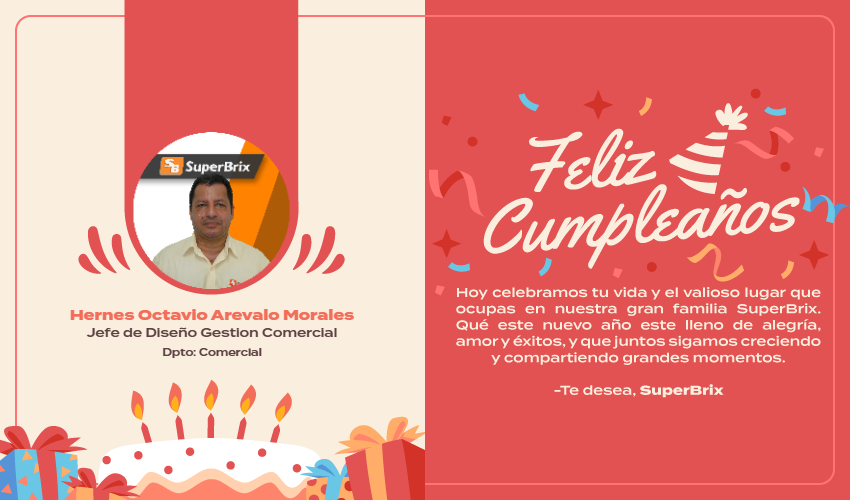 SB SuperBrix
Hernes Octavio Arevalo Morales
Jefe de Diseño Gestion Comercial
Dpto: Comercial
Feliz
Cumpleaños
Hoy celebramos tu vida y el valioso lugar que
ocupas en nuestra gran familia SuperBrix.
Qué este nuevo año este lleno de alegría,
amor y éxitos, y que juntos sigamos creciendo
y compartiendo grandes momentos.
-Te desea, SuperBrix